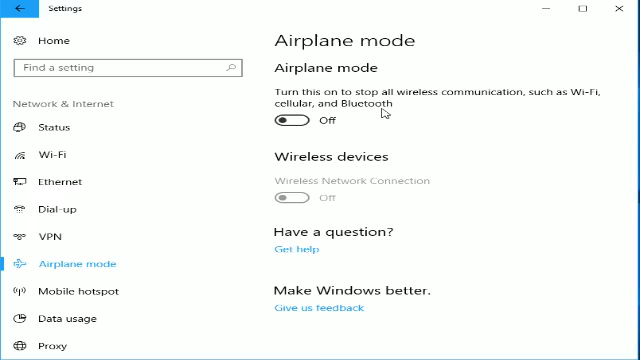 Settings
Home
Find a setting
Network & Internet
Status
Wi-Fi
Ethernet
Dial-up
VPN
Airplane mode
Mobile hotspot
Data usage
Proxy
Airplane mode
Airplane mode
Turn this on to stop all wireless communication, such as Wi-Fi,
cellular, and Bluetooth
Off
Wireless devices
Wireless Network Connection
Off
Have a question?
Get help
Make Windows better.
Give us feedback